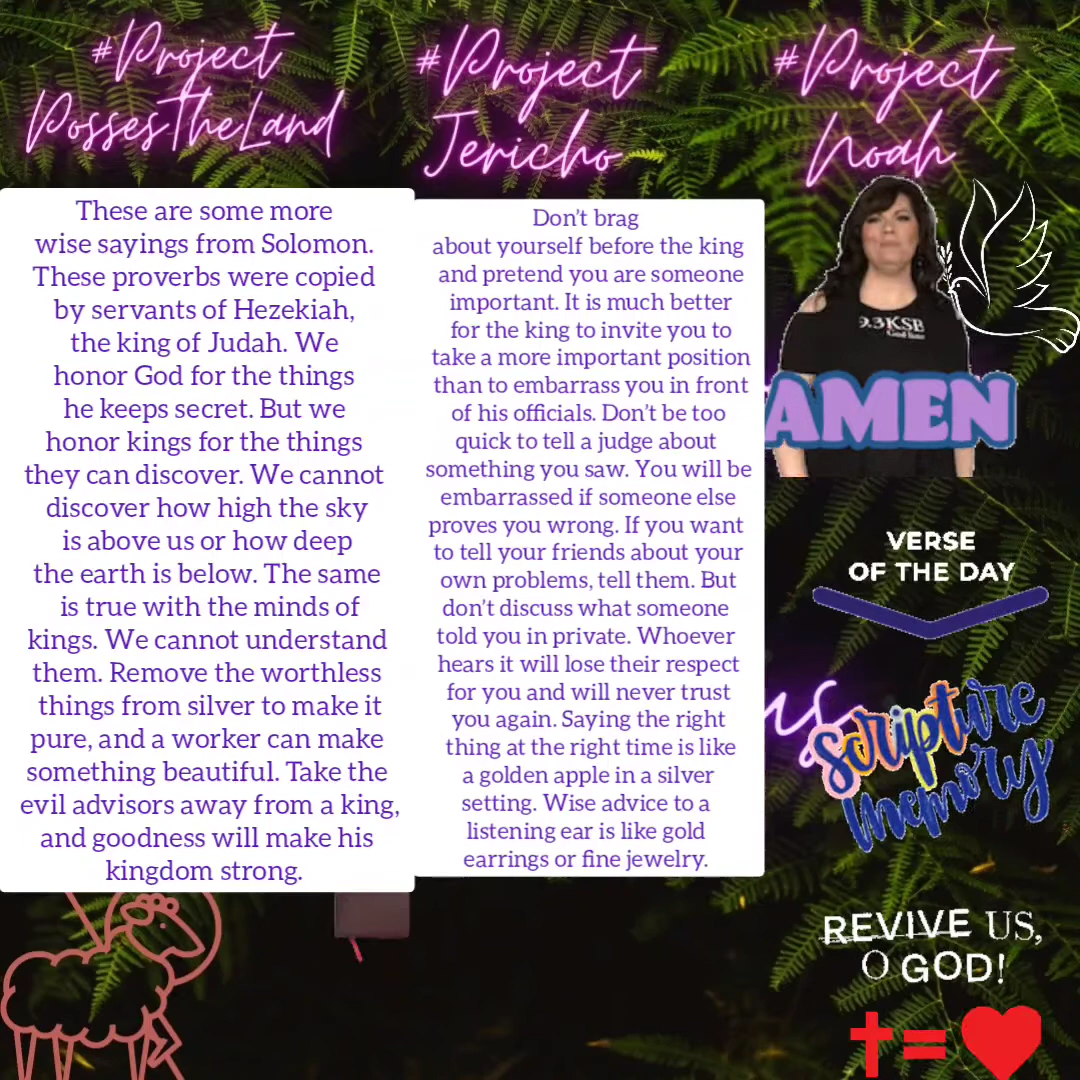 #Project
PossesTheLand
#Project
Jericho
#Project
Noah
These are some more
wise sayings from Solomon.
These proverbs were copied
by servants of Hezekiah,
the king of Judah. We
honor God for the things
he keeps secret. But we
honor kings for the things
they can discover. We cannot
discover how high the sky
is above us or how deep
the earth is below. The same
is true with the minds of
kings. We cannot understand
them. Remove the worthless
things from silver to make it
pure, and a worker can make
something beautiful. Take the
evil advisors away from a king,
and goodness will make his
kingdom strong.
Don’t brag
about yourself before the king
and pretend you are someone
important. It is much better
for the king to invite you to
take a more important position
than to embarrass you in front
of his officials. Don’t be too
quick to tell a judge about
something you saw. You will be
embarrassed if someone else
proves you wrong. If you want
to tell your friends about your
own problems, tell them. But
don’t discuss what someone
told you in private. Whoever
hears it will lose their respect
for you and will never trust
you again. Saying the right
thing at the right time is like
a golden apple in a silver
setting. Wise advice to a
listening ear is like gold
earrings or fine jewelry.
9.3 KSB
AMEN
VERSE
OF THE DAY
us
Scripture
Memory
REVIVE US,
O GOD!